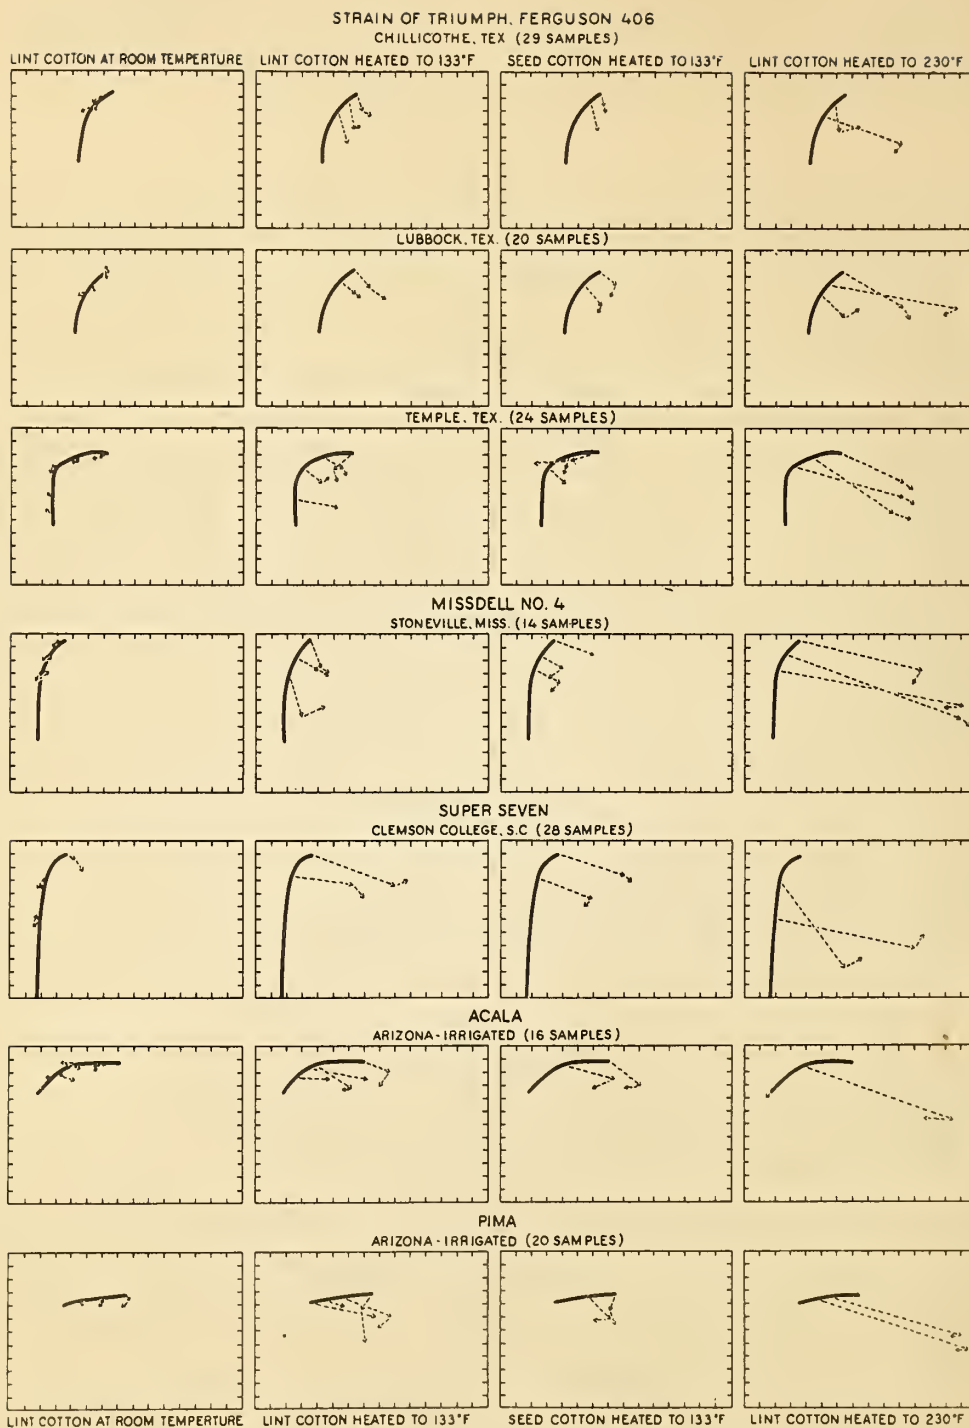 STRAIN OF TRIUMPH, FERGUSON 406
CHILLICOTHE, TEX (29 SAMPLES)
LINT COTTON AT ROOM TEMPERTURE LINT COTTON HEATED TO 133°F SEED COTTON HEATED TO 133°F LINT COTTON HEATED TO 230°F
LUBBOCK, TEX. (20 SAMPLES)
TEMPLE, TEX. (24 SAMPLES)
MISSDELL NO. 4
STONEVILLE, MISS. (14 SAMPLES)
SUPER SEVEN
CLEMSON COLLEGE, S.C (28 SAMPLES)
ACALA
ARIZONA-IRRIGATED (16 SAMPLES)
PIMA
ARIZONA-IRRIGATED (20 SAMPLES)
LINT COTTON AT ROOM TEMPERTURE LINT COTTON HEATED TO 133°F SEED COTTON HEATED TO 133°F LINT COTTON HEATED TO 230°F